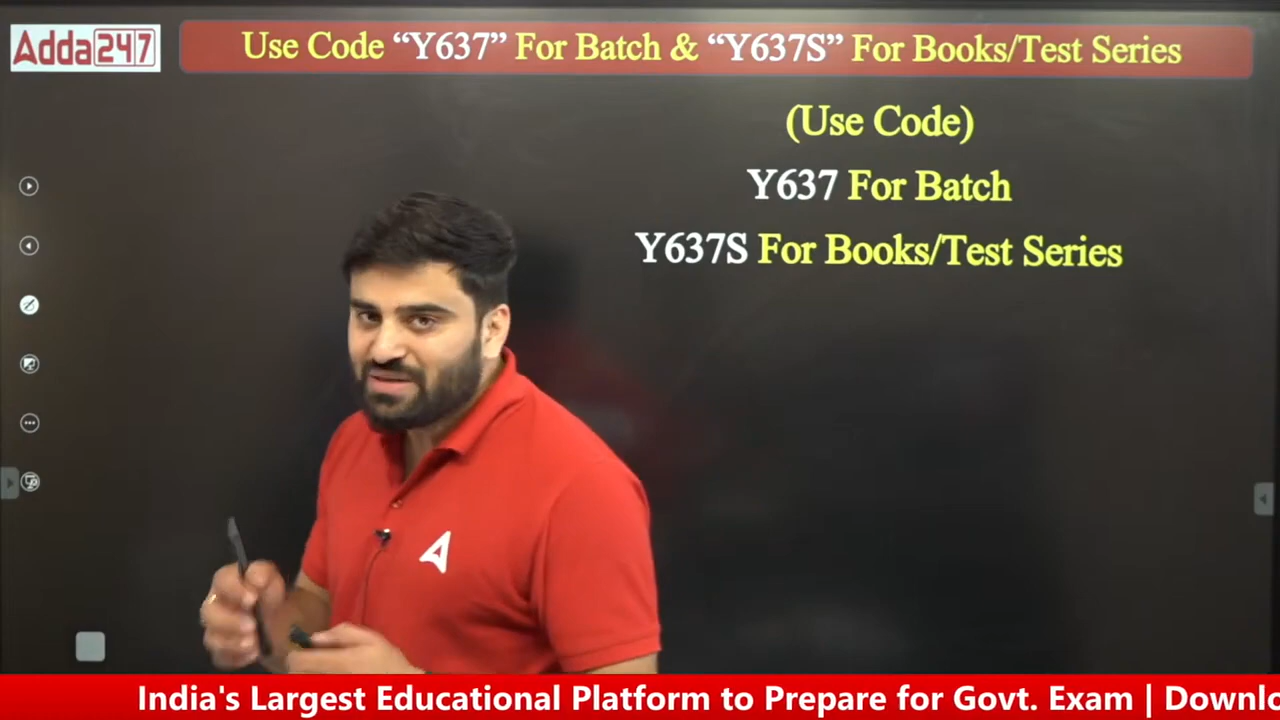 Adda247
Use Code “Y637” For Batch & “Y637S” For Books/Test Series
(Use Code)
Y637 For Batch
Y637S For Books/Test Series
India's Largest Educational Platform to Prepare for Govt. Exam |